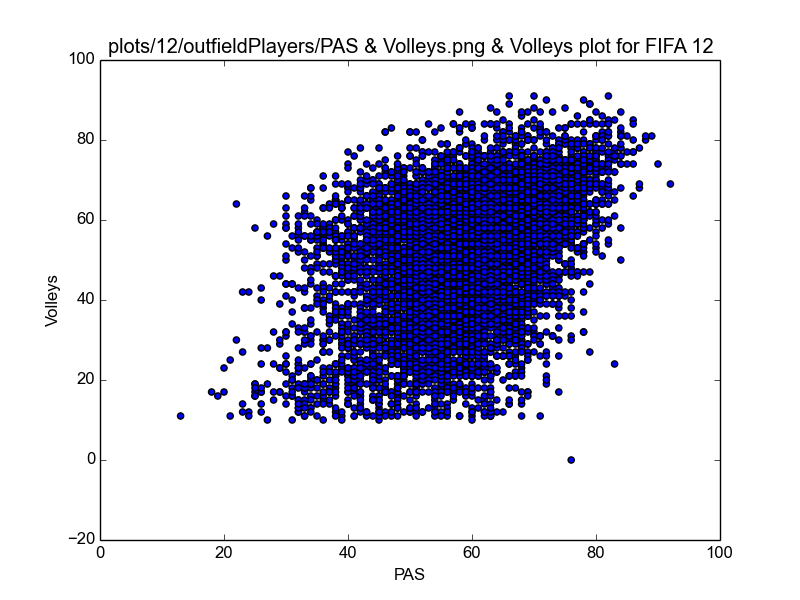 plots/12/outfieldPlayers/PAS & Volleys.png & Volleys plot for FIFA 12
100
80
60
40
20
0
−20
Volleys
0 20 40 60 80 100
PAS